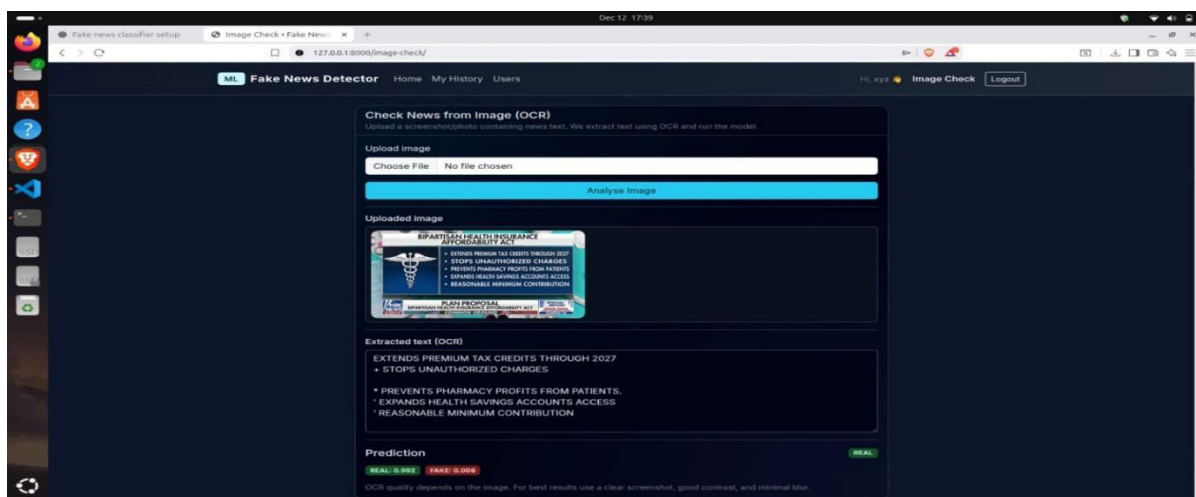 Dec 12 17:39
Fake news classifier setup
Image Check • Fake News
127.0.0.1:8000/image-check/
ML Fake News Detector Home My History Users Hi, xyz 👋 Image Check Logout
Check News from Image (OCR)
Upload a screenshot/photo containing news text. We extract text using OCR and run the model.
Upload image
Choose File No file chosen
Analyse Image
Uploaded image
BIPARTISAN HEALTH INSURANCE
AFFORDABILITY ACT
• EXTENDS PREMIUM TAX CREDITS THROUGH 2027
• STOPS UNAUTHORIZED CHARGES
• PREVENTS PHARMACY PROFITS FROM PATIENTS
• EXPANDS HEALTH SAVINGS ACCOUNTS ACCESS
• REASONABLE MINIMUM CONTRIBUTION
PLAN PROPOSAL
BIPARTISAN HEALTH INSURANCE AFFORDABILITY ACT
Extracted text (OCR)
EXTENDS PREMIUM TAX CREDITS THROUGH 2027
+ STOPS UNAUTHORIZED CHARGES
* PREVENTS PHARMACY PROFITS FROM PATIENTS.
' EXPANDS HEALTH SAVINGS ACCOUNTS ACCESS
' REASONABLE MINIMUM CONTRIBUTION
Prediction REAL
REAL: 0.992 FAKE: 0.008
OCR quality depends on the image. For best results use a clear screenshot, good contrast, and minimal blur.